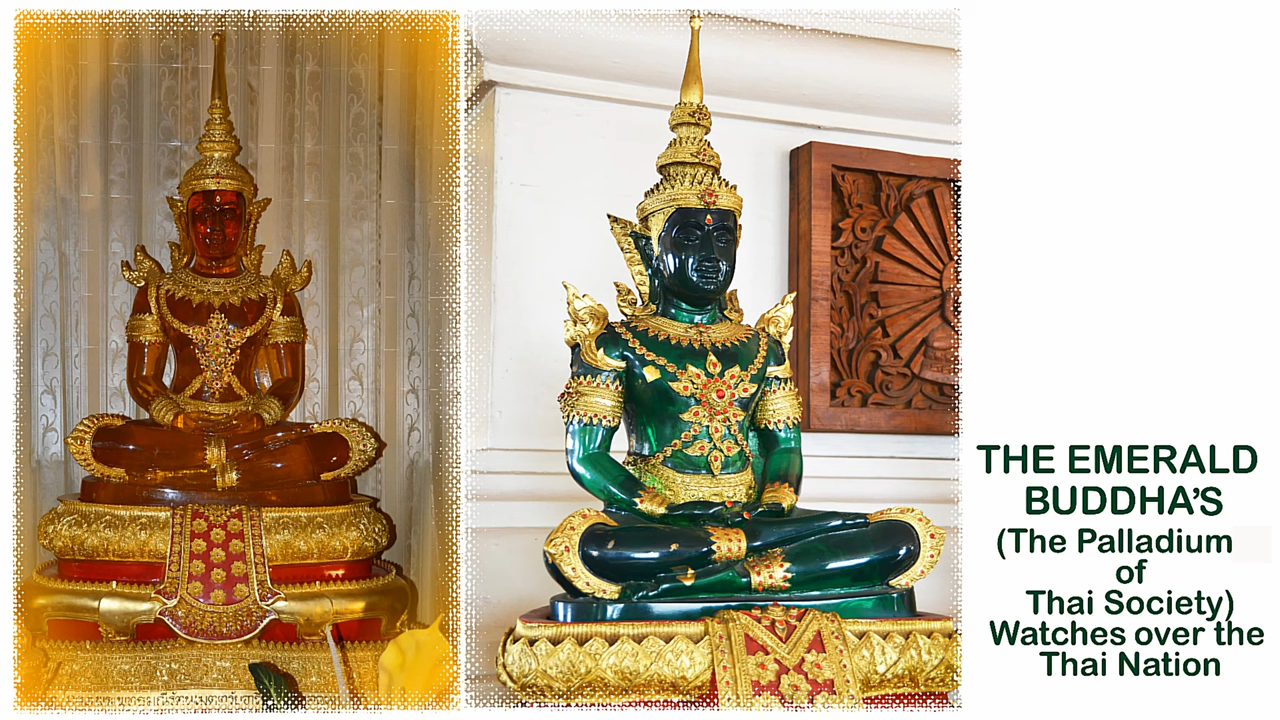 THE EMERALD
BUDDHA'S
(The Palladium
of
Thai Society)
Watches over the
Thai Nation